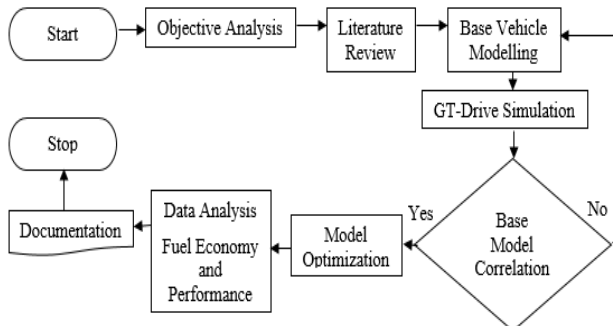 Start
Objective Analysis
Literature
Review
Base Vehicle
Modelling
GT-Drive Simulation
Base
Model
Correlation
No
Yes
Model
Optimization
Data Analysis
Fuel Economy
and
Performance
Documentation
Stop